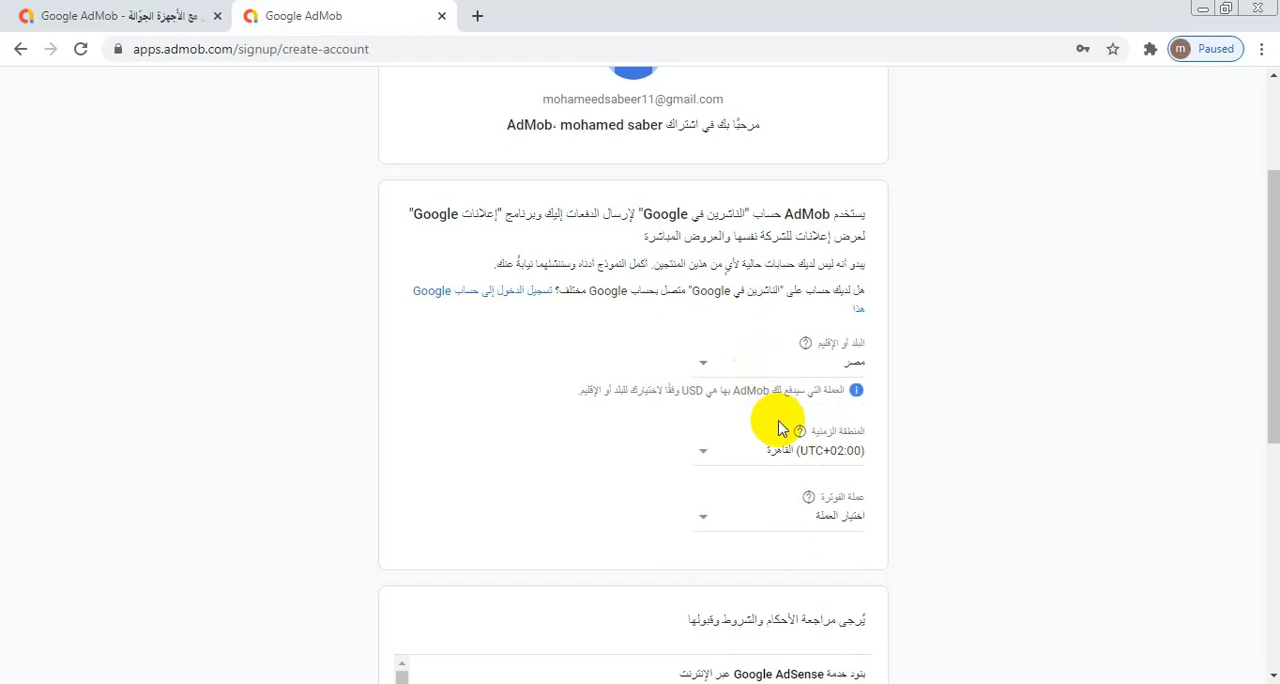 Google AdMob - مع الأجهزة الجوّالة
Google AdMob
apps.admob.com/signup/create-account
m Paused
mohameedsabeer11@gmail.com
مرحبًا بك في اشتراك AdMob، mohamed saber
يستخدم AdMob حساب "الناشرين في Google" لإرسال الدفعات إليك وبرنامج "إعلانات Google"
لعرض إعلانات للشركة نفسها والعروض المباشرة
يبدو أنه ليس لديك حسابات حالية لأيٍ من هذين المنتجين. أكمل النموذج أدناه وسننشئهما نيابةً عنك.
هل لديك حساب على "الناشرين في Google" متصل بحساب Google مختلف؟ تسجيل الدخول إلى حساب Google
هذا
البلد أو الإقليم
مصر
العملة التي سيدفع لك AdMob بها هي USD وفقًا لاختيارك للبلد أو الإقليم.
المنطقة الزمنية
(UTC+02:00) القاهرة
عملة الفوترة
اختيار العملة
يُرجى مراجعة الأحكام والشروط وقبولها
بنود خدمة Google AdSense عبر الإنترنت